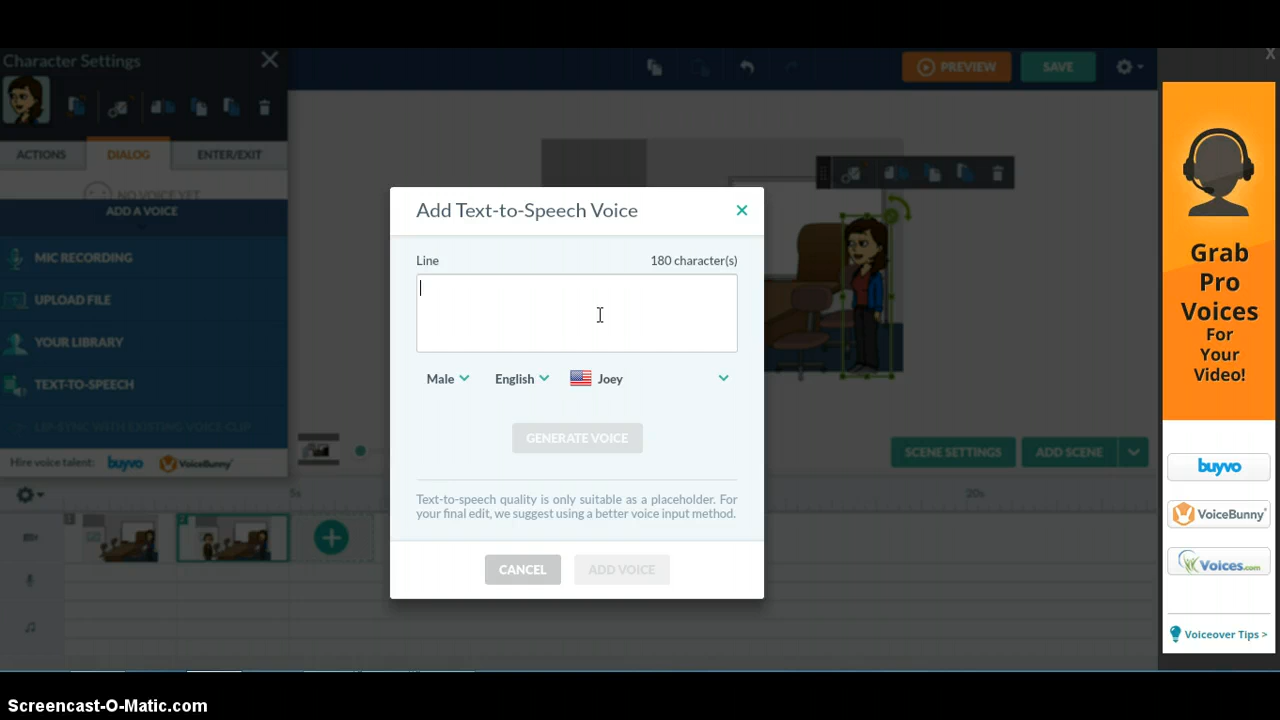 Character Settings
X
PREVIEW
SAVE
ACTIONS
DIALOG
ENTER/EXIT
NO VOICE YET
ADD A VOICE
MIC RECORDING
UPLOAD FILE
YOUR LIBRARY
TEXT-TO-SPEECH
LIP-SYNC WITH EXISTING VOICE CLIP
Hire voice talent: buyvo VoiceBunny
Add Text-to-Speech Voice
Line
180 character(s)
Male
English
Joey
GENERATE VOICE
Text-to-speech quality is only suitable as a placeholder. For
your final edit, we suggest using a better voice input method.
CANCEL
ADD VOICE
SCENE SETTINGS
ADD SCENE
5s
20s
1
2
Grab
Pro
Voices
For
Your
Video!
buyvo
VoiceBunny
Voices.com
Voiceover Tips >
Screencast-O-Matic.com